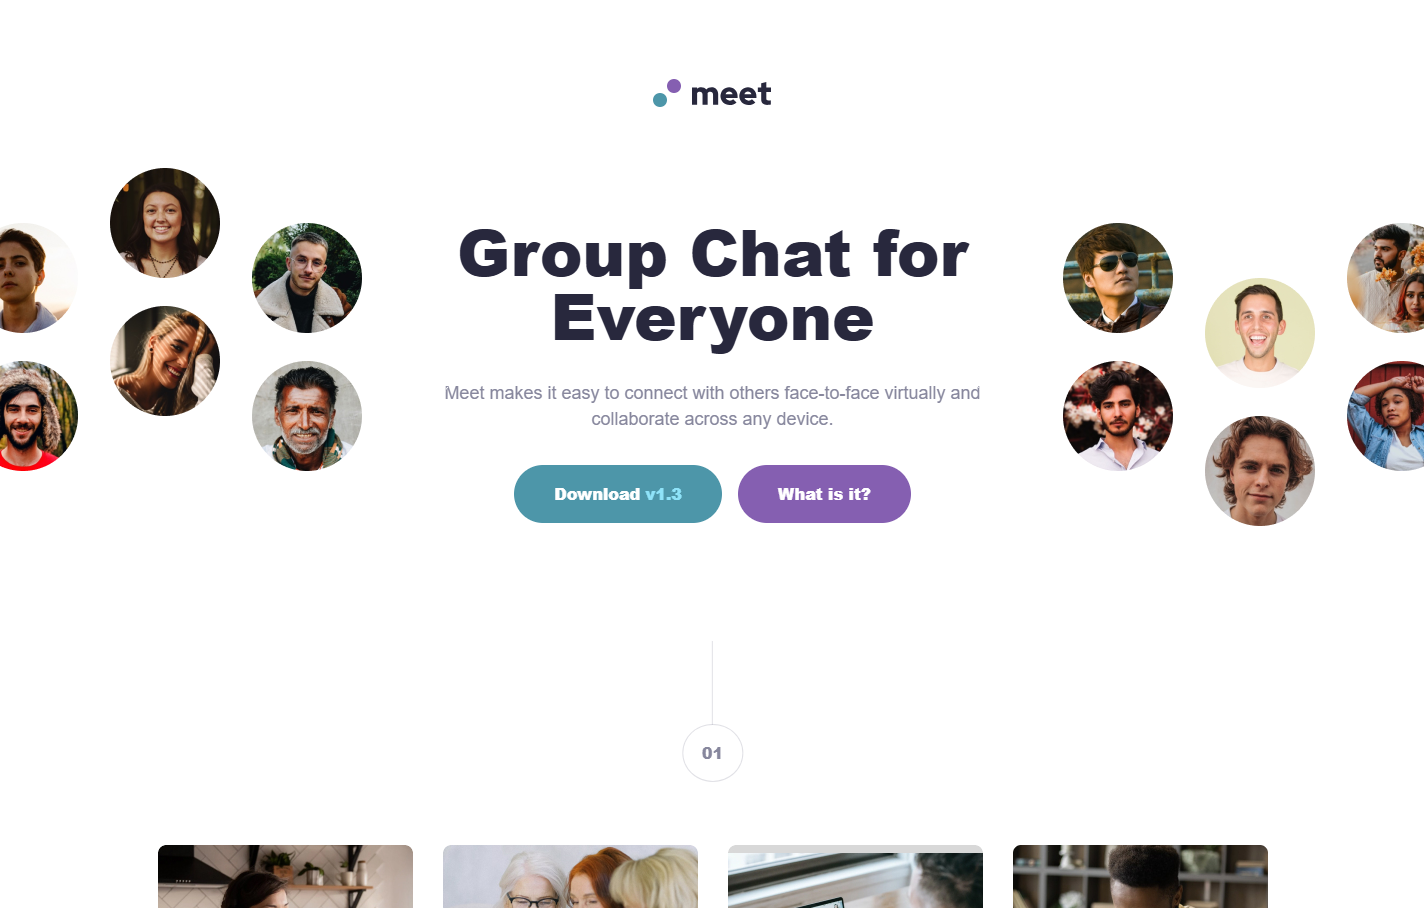 meet
Group Chat for
Everyone
Meet makes it easy to connect with others face-to-face virtually and
collaborate across any device.
Download v1.3
What is it?
01